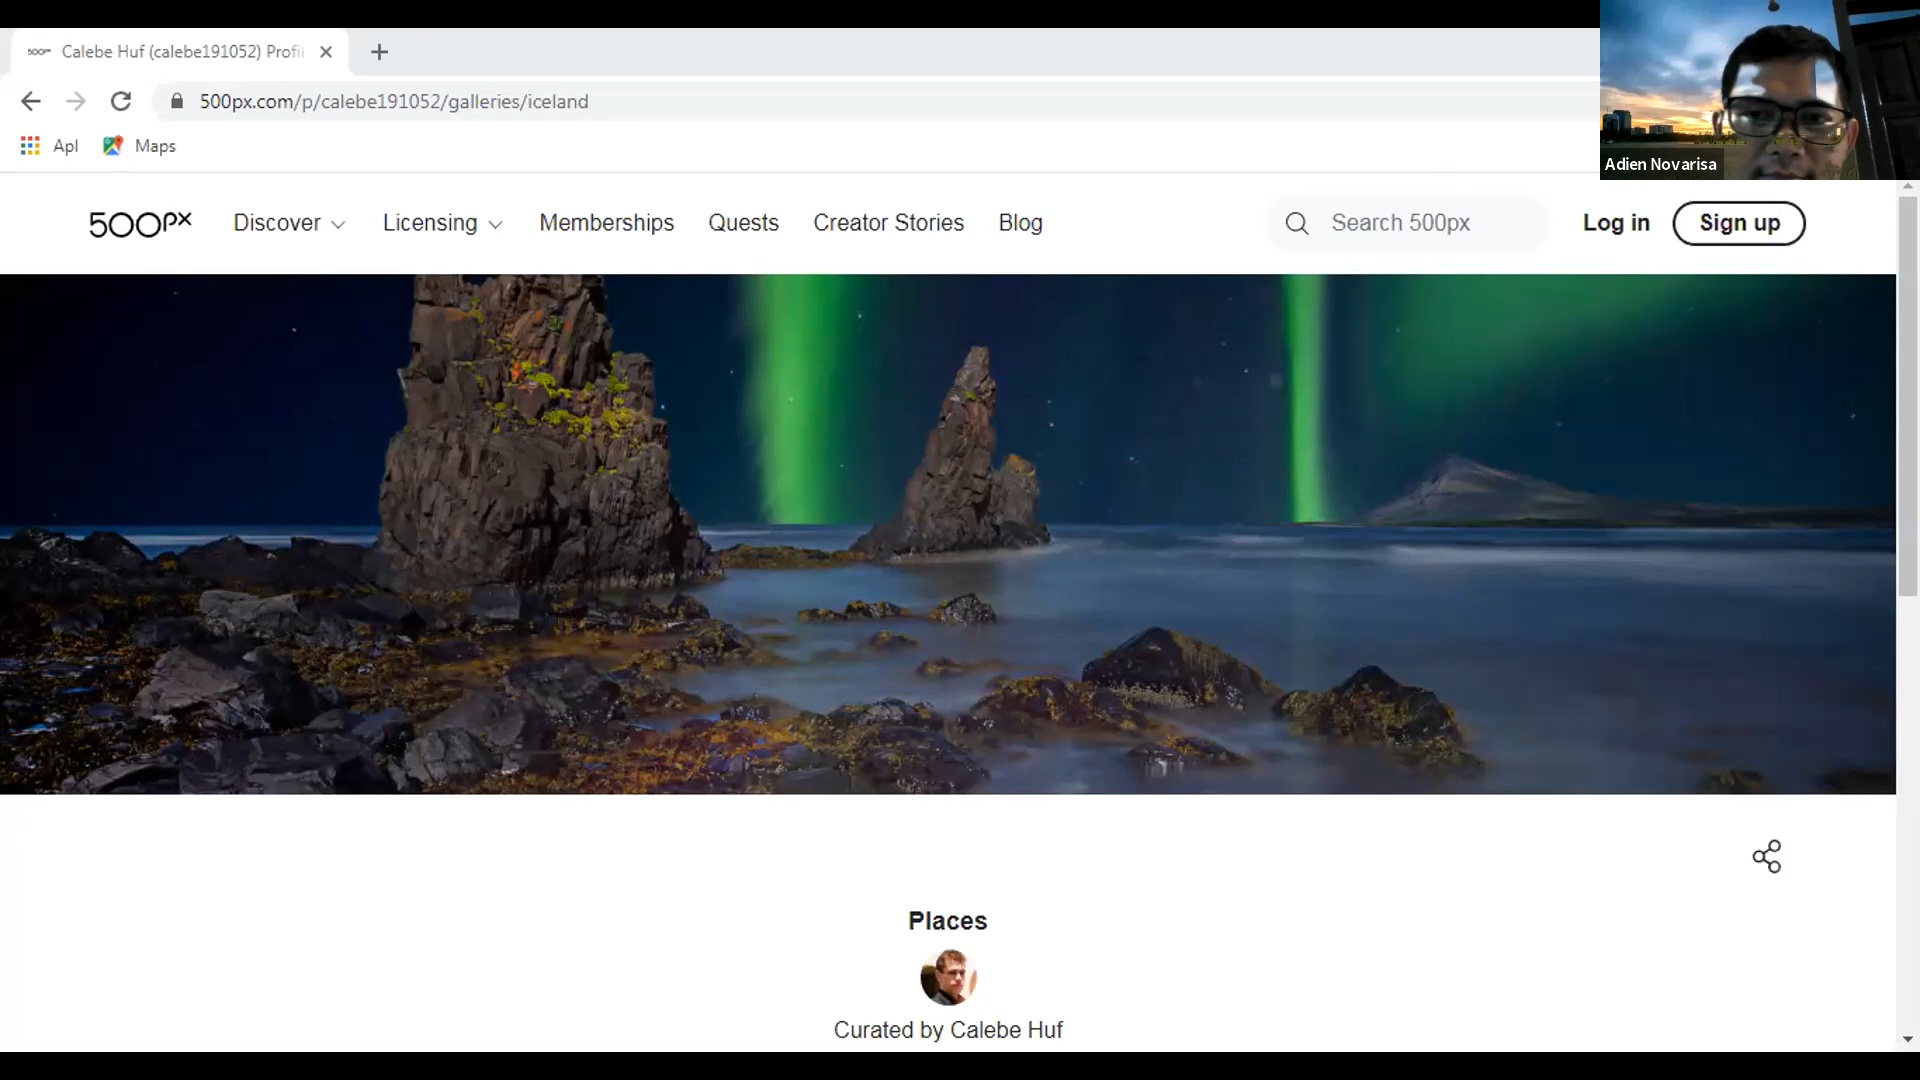 Calebe Huf (calebe191052) Profi
500px.com/p/calebe191052/galleries/iceland
Apl Maps
Adien Novarisa
500px Discover Licensing Memberships Quests Creator Stories Blog Search 500px Log in Sign up
Places
Curated by Calebe Huf